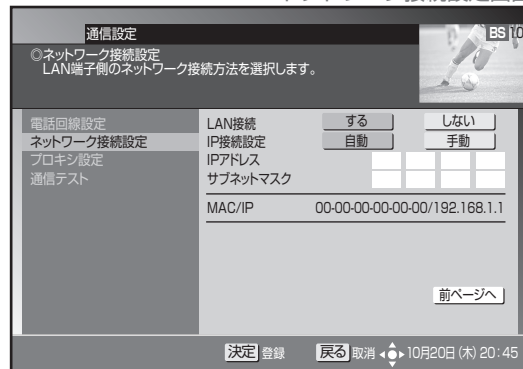 通信設定
BS 10
◎ネットワーク接続設定
LAN端子側のネットワーク接続方法を選択します。
電話回線設定
ネットワーク接続設定
プロキシ設定
通信テスト
LAN接続 する しない
IP接続設定 自動 手動
IPアドレス
サブネットマスク
MAC/IP 00-00-00-00-00-00/192.168.1.1
前ページへ
決定 登録 戻る 取消 10月20日(木) 20:45